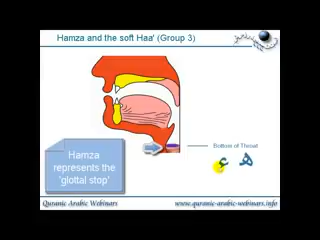 Hamza and the soft Haa' (Group 3)
Bottom of Throat
ء ه
Hamza
represents the
'glottal stop'
Quranic Arabic Webinars
www.quranic-arabic-webinars.info